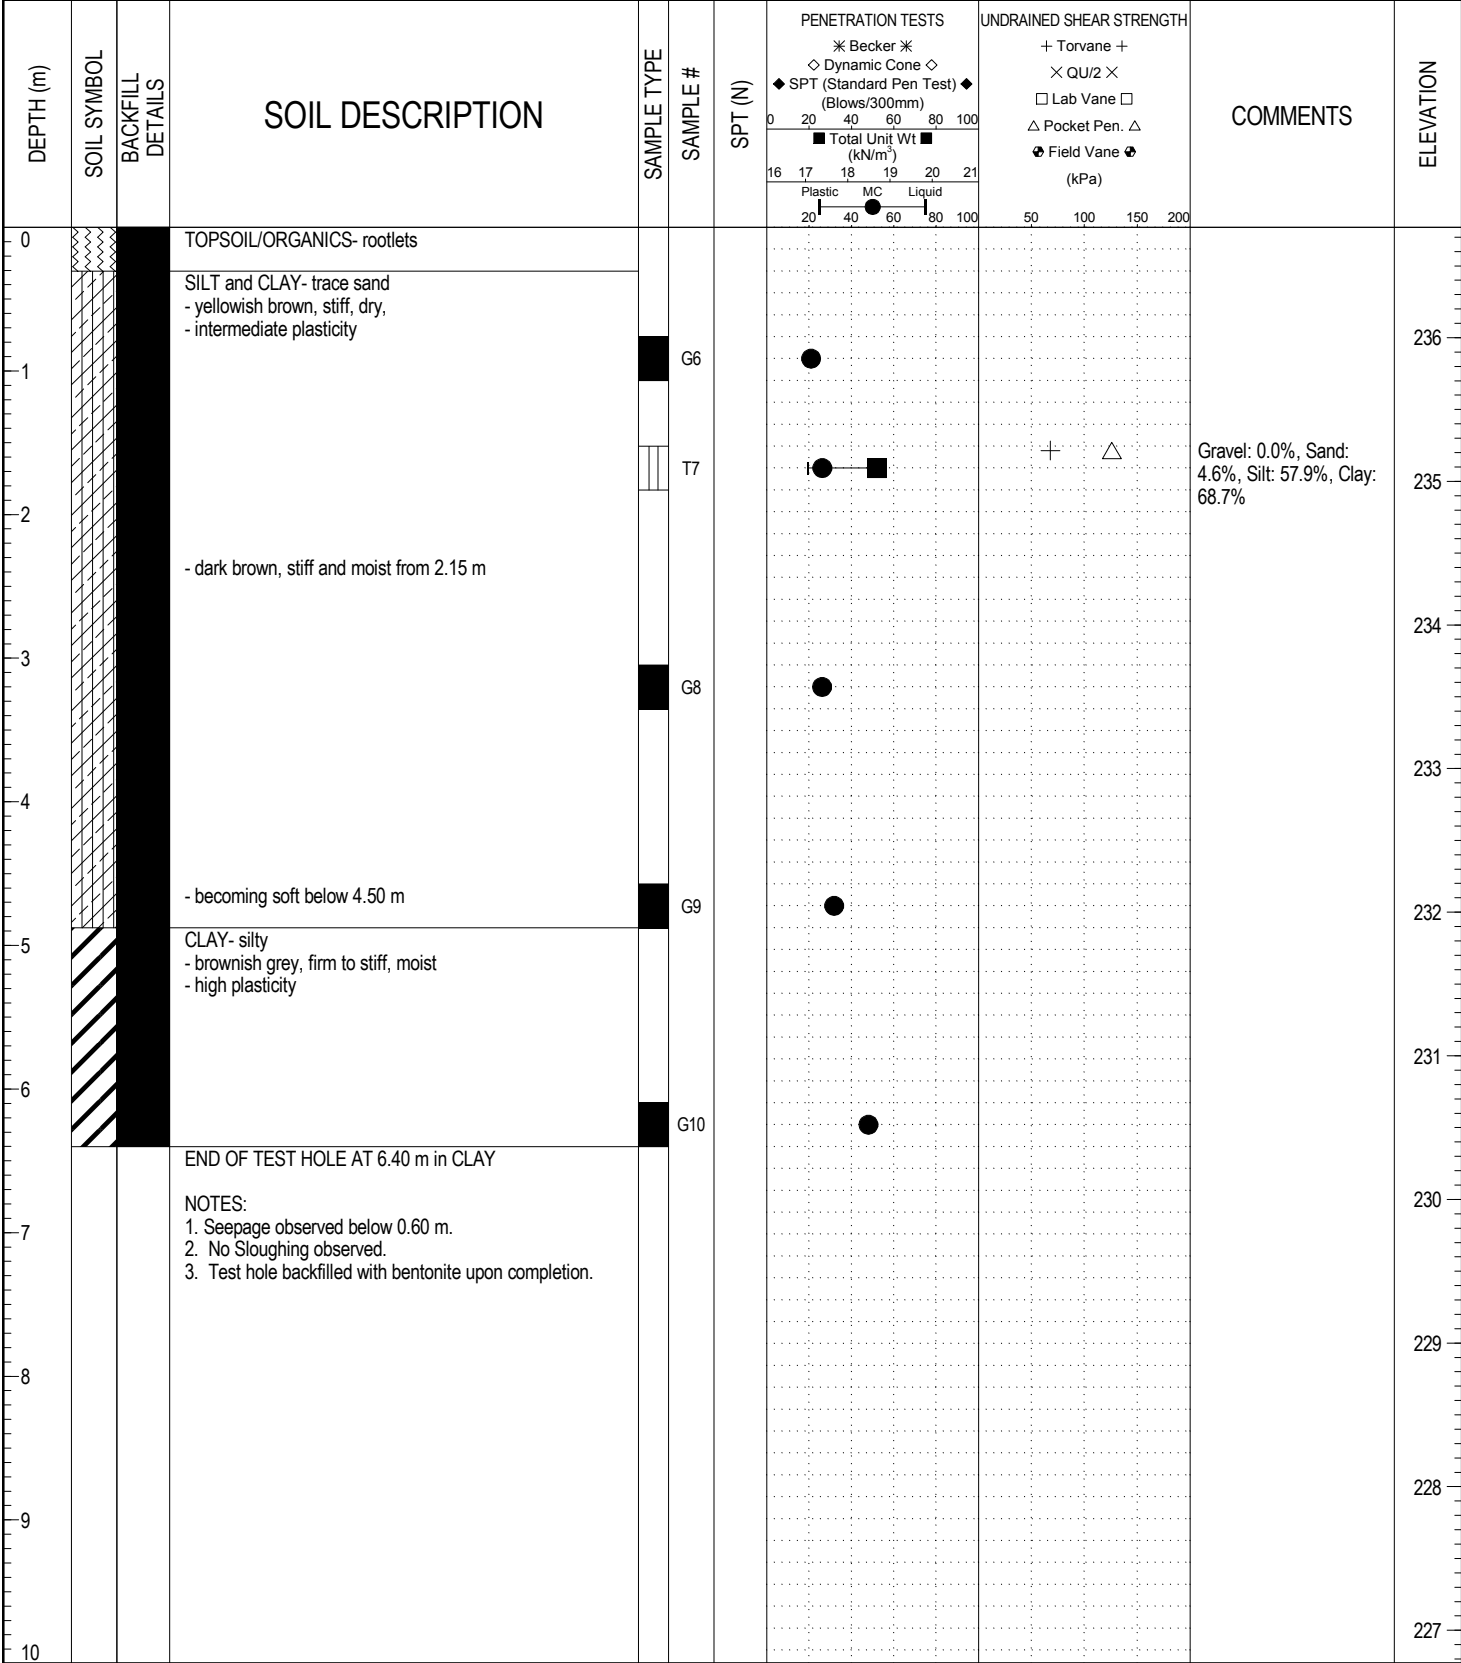 DEPTH (m)
SOIL SYMBOL
BACKFILL
DETAILS
SOIL DESCRIPTION
SAMPLE TYPE
SAMPLE #
SPT (N)
PENETRATION TESTS
✳ Becker ✳
◇ Dynamic Cone ◇
◆ SPT (Standard Pen Test) ◆
(Blows/300mm)
0 20 40 60 80 100
■ Total Unit Wt ■
(kN/m³)
16 17 18 19 20 21
Plastic MC Liquid
20 40 60 80 100
UNDRAINED SHEAR STRENGTH
+ Torvane +
× QU/2 ×
□ Lab Vane □
△ Pocket Pen. △
Field Vane
(kPa)
50 100 150 200
COMMENTS
ELEVATION
0
TOPSOIL/ORGANICS- rootlets
SILT and CLAY- trace sand
- yellowish brown, stiff, dry,
- intermediate plasticity
236
G6
1
Gravel: 0.0%, Sand:
4.6%, Silt: 57.9%, Clay:
68.7%
T7
235
2
- dark brown, stiff and moist from 2.15 m
234
3
G8
233
4
- becoming soft below 4.50 m
G9
232
5
CLAY- silty
- brownish grey, firm to stiff, moist
- high plasticity
231
6
G10
END OF TEST HOLE AT 6.40 m in CLAY
230
NOTES:
1. Seepage observed below 0.60 m.
7
2. No Sloughing observed.
3. Test hole backfilled with bentonite upon completion.
229
8
228
9
227
10